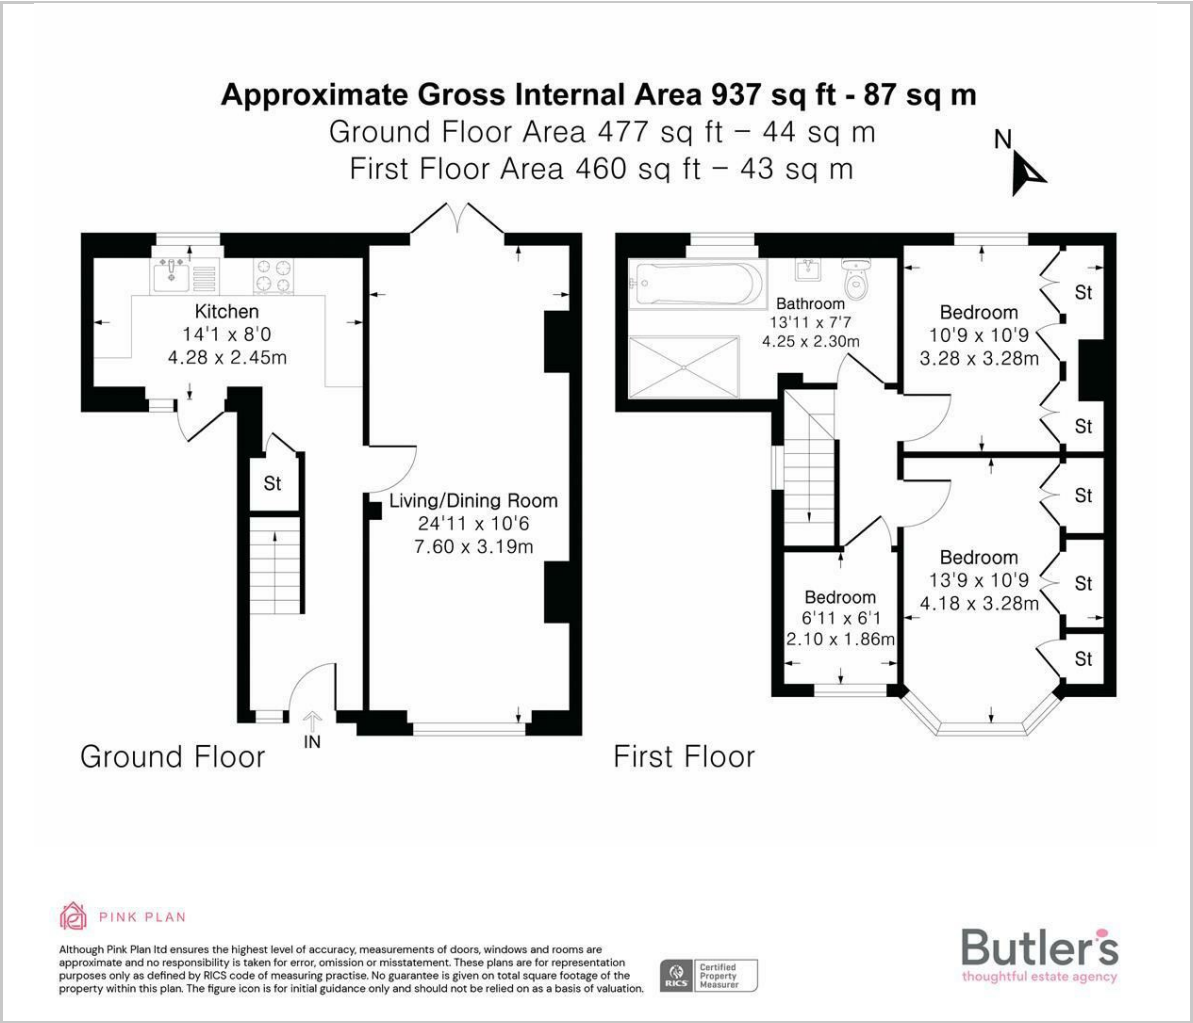 Approximate Gross Internal Area 937 sq ft - 87 sq m
Ground Floor Area 477 sq ft – 44 sq m
First Floor Area 460 sq ft – 43 sq m
N
Kitchen
14'1 x 8'0
4.28 x 2.45m
St
Living/Dining Room
24'11 x 10'6
7.60 x 3.19m
IN
Ground Floor
Bathroom
13'11 x 7'7
4.25 x 2.30m
Bedroom
10'9 x 10'9
3.28 x 3.28m
St
St
St
Bedroom
13'9 x 10'9
4.18 x 3.28m
St
Bedroom
6'11 x 6'1
2.10 x 1.86m
St
First Floor
PINK PLAN
Although Pink Plan ltd ensures the highest level of accuracy, measurements of doors, windows and rooms are
approximate and no responsibility is taken for error, omission or misstatement. These plans are for representation
purposes only as defined by RICS code of measuring practise. No guarantee is given on total square footage of the
property within this plan. The figure icon is for initial guidance only and should not be relied on as a basis of valuation.
RICS
Certified
Property
Measurer
Butler's
thoughtful estate agency